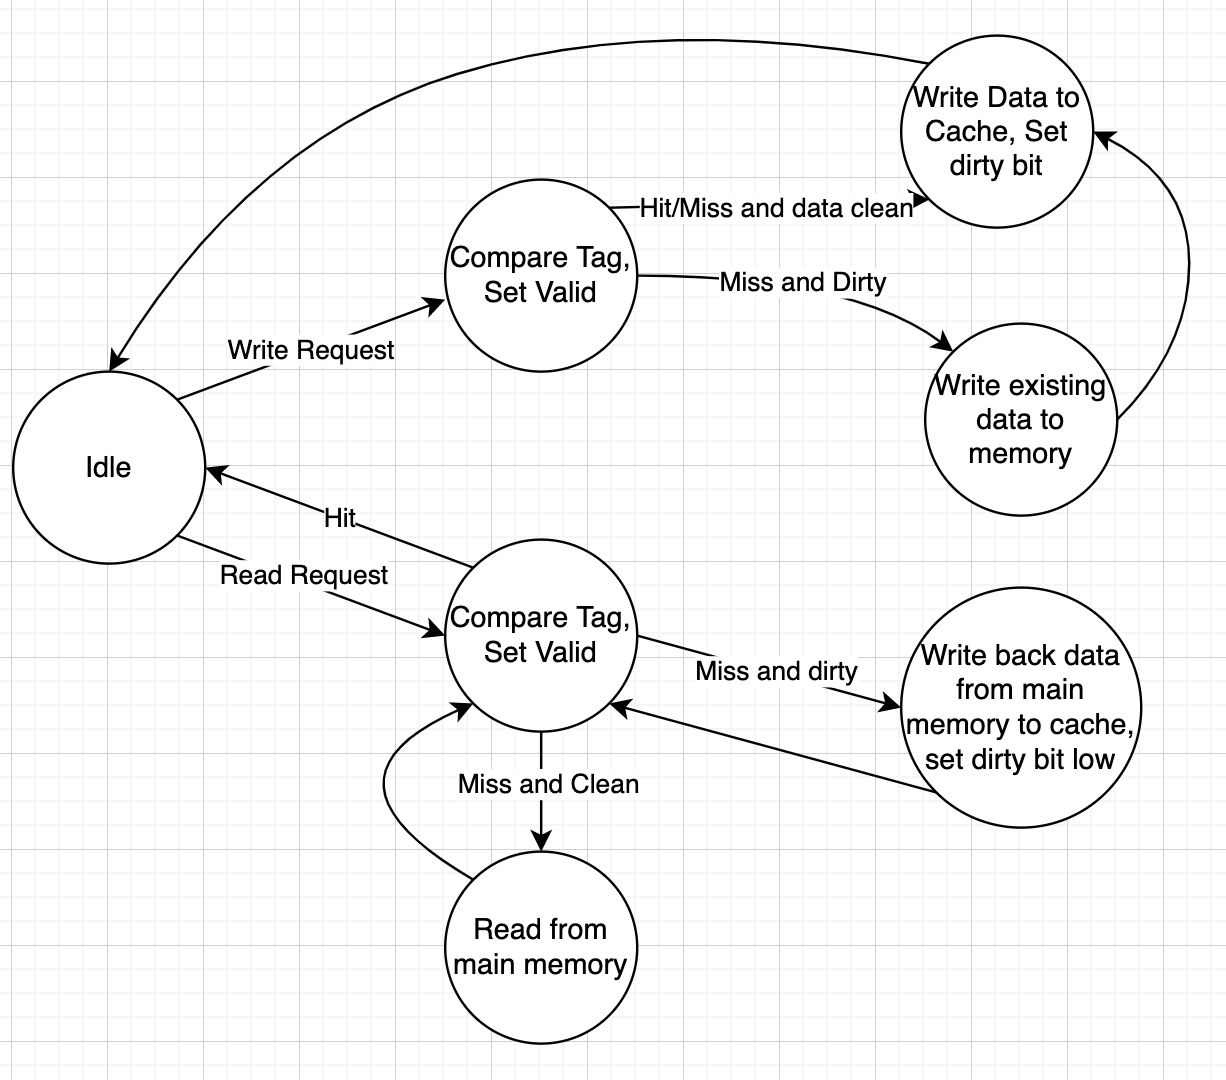 Write Data to
Cache, Set
dirty bit
Hit/Miss and data clean
Compare Tag,
Set Valid
Miss and Dirty
Write Request
Write existing
data to
memory
Idle
Hit
Read Request
Compare Tag,
Set Valid
Miss and dirty
Write back data
from main
memory to cache,
set dirty bit low
Miss and Clean
Read from
main memory